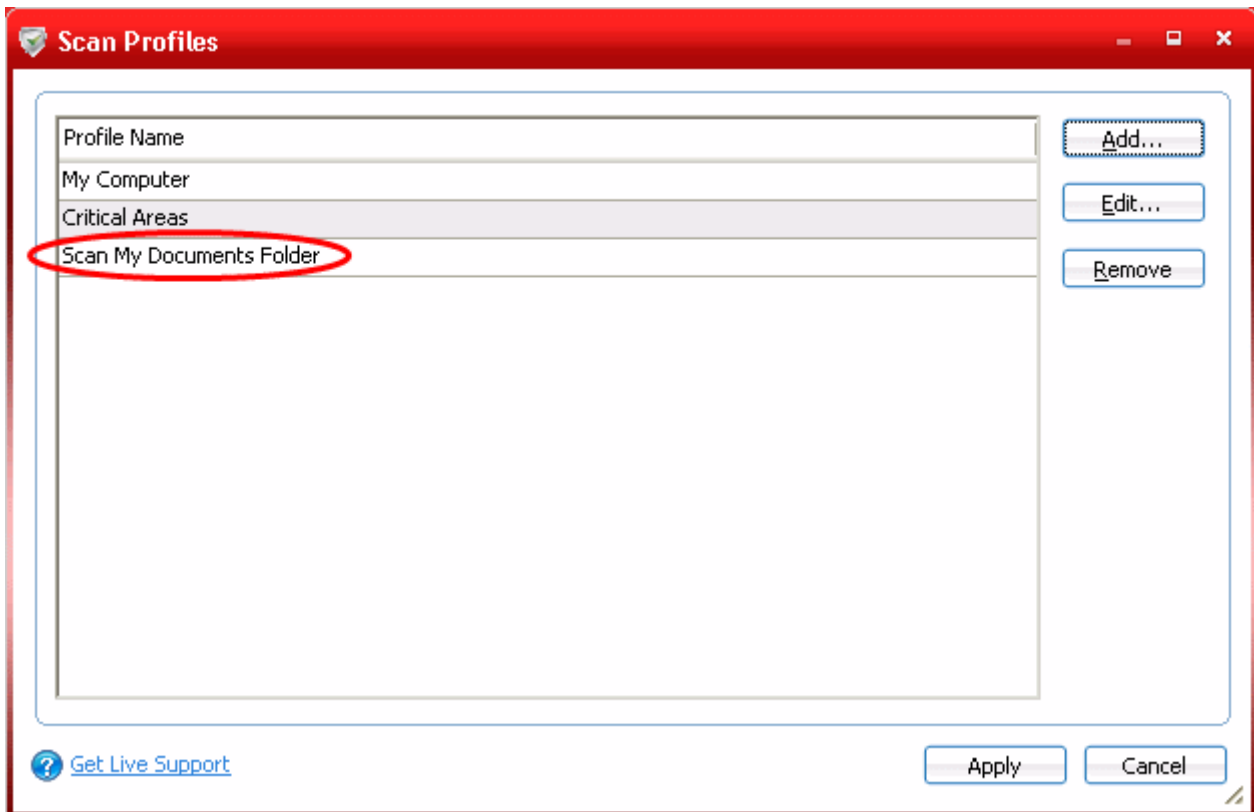 Scan Profiles
Profile Name
My Computer
Critical Areas
Scan My Documents Folder
Add...
Edit...
Remove
Get Live Support
Apply
Cancel